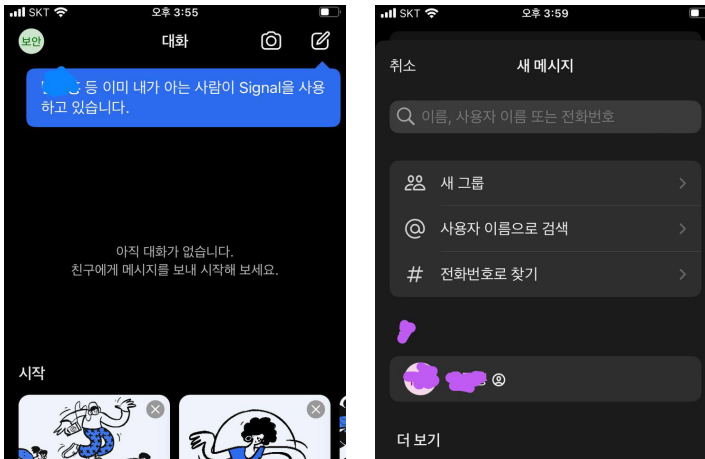 SKT 오후 3:55
보안 대화
등 이미 내가 아는 사람이 Signal을 사용
하고 있습니다.
아직 대화가 없습니다.
친구에게 메시지를 보내 시작해 보세요.
시작
SKT 오후 3:59
취소 새 메시지
이름, 사용자 이름 또는 전화번호
새 그룹
@ 사용자 이름으로 검색
# 전화번호로 찾기
더 보기